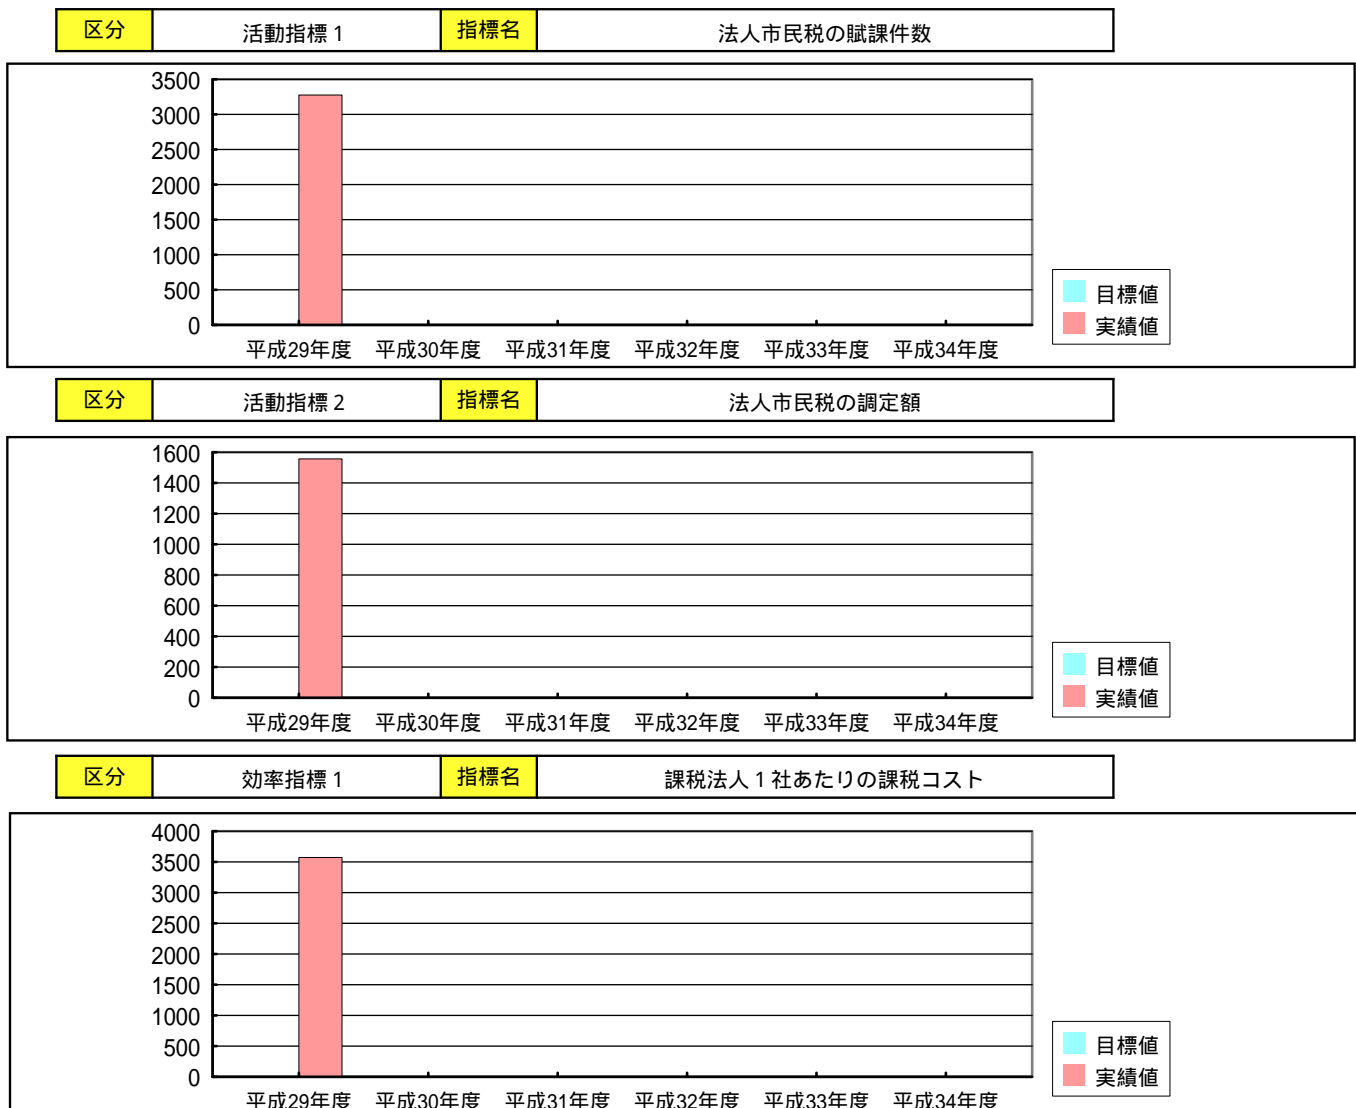 区分 活動指標1 指標名 法人市民税の賦課件数
3500
3000
2500
2000
1500
1000
500
0
平成29年度 平成30年度 平成31年度 平成32年度 平成33年度 平成34年度
目標値
実績値
区分 活動指標2 指標名 法人市民税の調定額
1600
1400
1200
1000
800
600
400
200
0
平成29年度 平成30年度 平成31年度 平成32年度 平成33年度 平成34年度
目標値
実績値
区分 効率指標1 指標名 課税法人1社あたりの課税コスト
4000
3500
3000
2500
2000
1500
1000
500
0
平成29年度 平成30年度 平成31年度 平成32年度 平成33年度 平成34年度
目標値
実績値